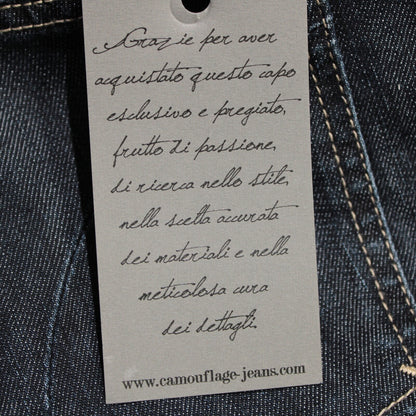 Grazie per aver
acquistato questo capo
esclusivo e pregiato,
frutto di passione,
di ricerca nello stile,
nella scelta accurata
dei materiali e nella
meticolosa cura
dei dettagli.
www.camouflage-jeans.com